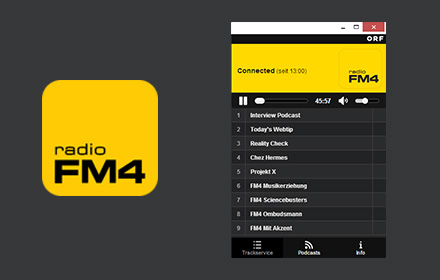 radio
FM4
ORF
Connected (seit 13:00)
radio
FM4
45:57
1 Interview Podcast
2 Today's Webtip
3 Reality Check
4 Chez Hermes
5 Projekt X
6 FM4 Musikerziehung
7 FM4 Sciencebusters
8 FM4 Ombudsmann
9 FM4 Mit Akzent
Trackservice Podcasts Info